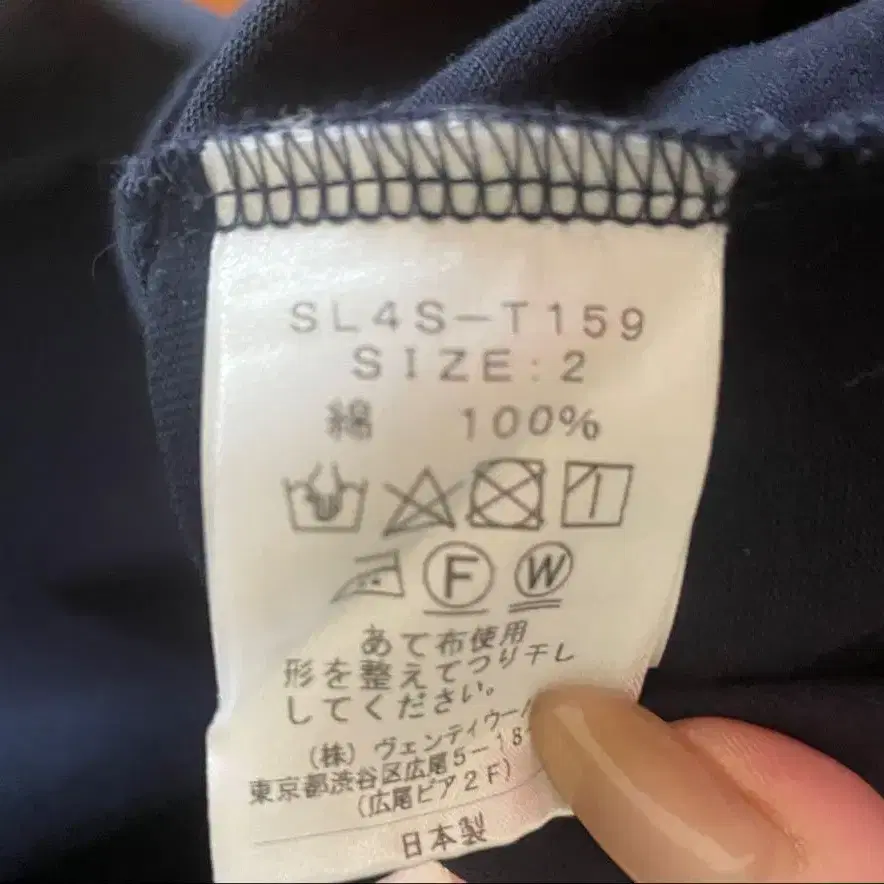 SL4S-T159
SIZE:2
綿 100%
F W
あて布使用
形を整えてつり干し
してください。
(株) ヴェンティウー
東京都渋谷区広尾5-18
(広尾ピア2F)
日本製